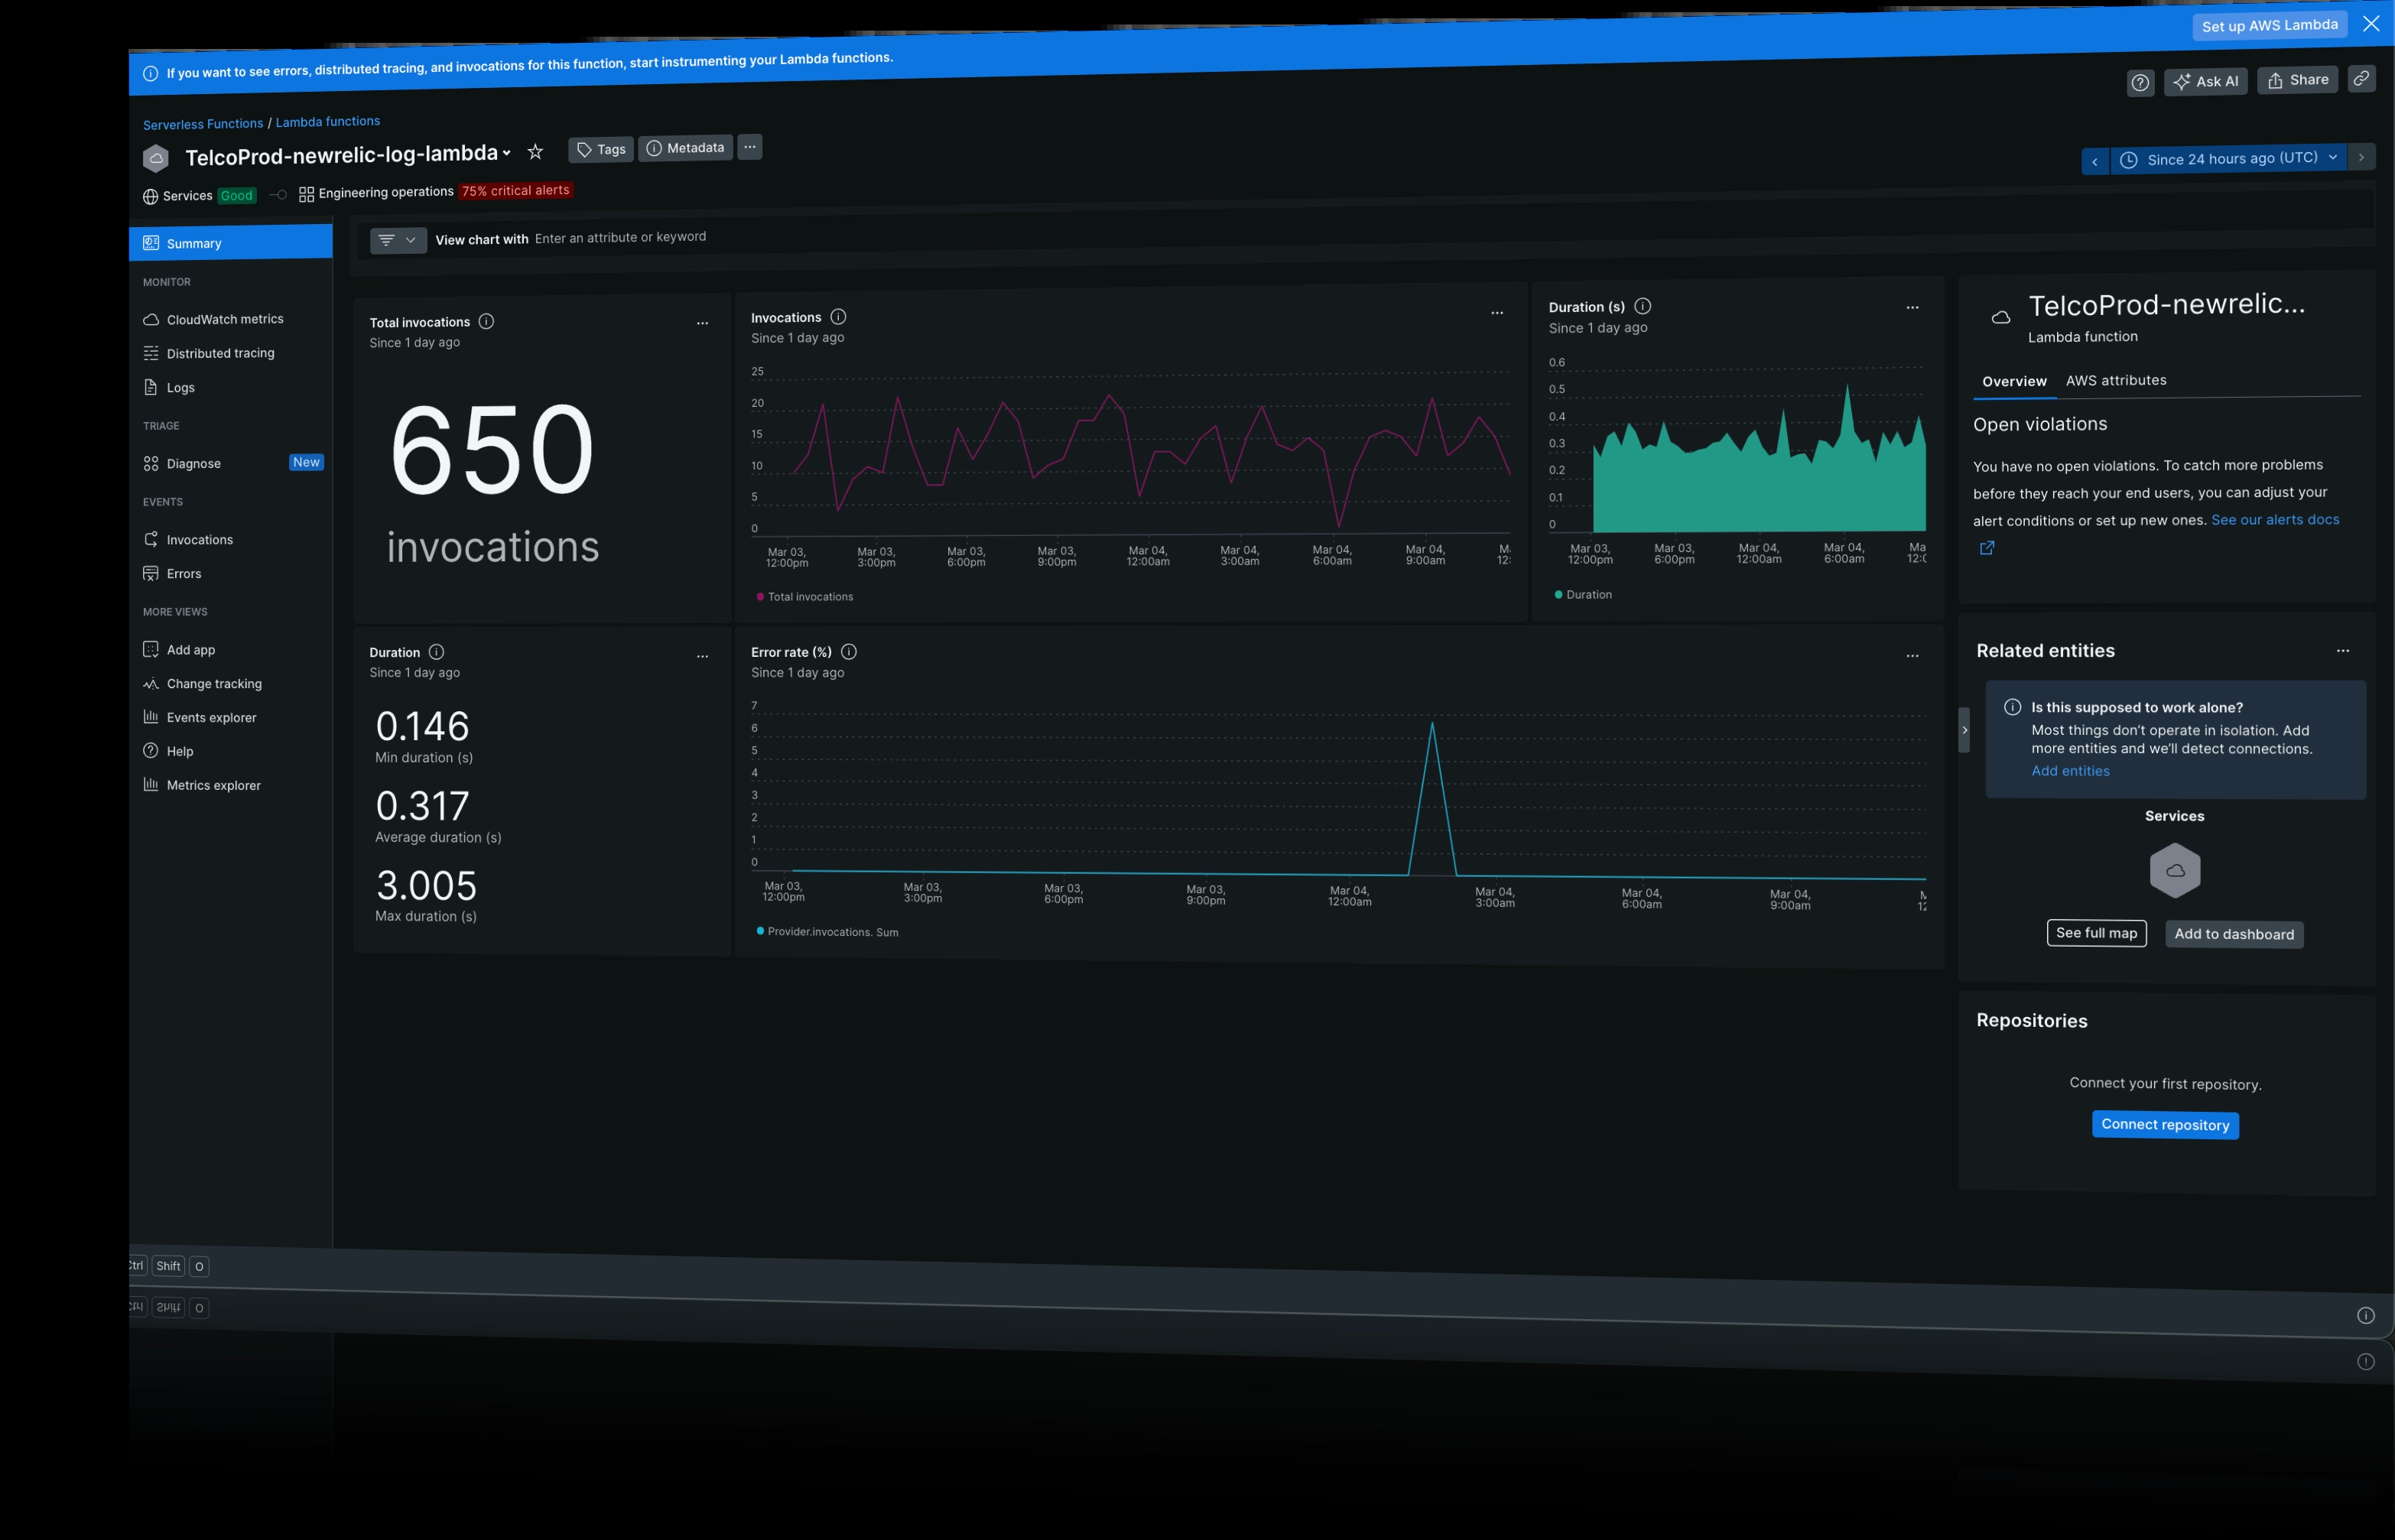 Set up AWS Lambda
If you want to see errors, distributed tracing, and invocations for this function, start instrumenting your Lambda functions.
Ask AI
Share
Serverless Functions / Lambda functions
TelcoProd-newrelic-log-lambda
Tags
Metadata
Since 24 hours ago (UTC)
Services Good
Engineering operations 75% critical alerts
Summary
MONITOR
CloudWatch metrics
Distributed tracing
Logs
TRIAGE
Diagnose New
EVENTS
Invocations
Errors
MORE VIEWS
Add app
Change tracking
Events explorer
Help
Metrics explorer
View chart with Enter an attribute or keyword
Total invocations
Since 1 day ago
650
invocations
Invocations
Since 1 day ago
25
20
15
10
5
0
Mar 03, 12:00pm
Mar 03, 3:00pm
Mar 03, 6:00pm
Mar 03, 9:00pm
Mar 04, 12:00am
Mar 04, 3:00am
Mar 04, 6:00am
Mar 04, 9:00am
Total invocations
Duration (s)
Since 1 day ago
0.6
0.5
0.4
0.3
0.2
0.1
0
Mar 03, 12:00pm
Mar 03, 6:00pm
Mar 04, 12:00am
Mar 04, 6:00am
Duration
Duration
Since 1 day ago
0.146
Min duration (s)
0.317
Average duration (s)
3.005
Max duration (s)
Error rate (%)
Since 1 day ago
7
6
5
4
3
2
1
0
Mar 03, 12:00pm
Mar 03, 3:00pm
Mar 03, 6:00pm
Mar 03, 9:00pm
Mar 04, 12:00am
Mar 04, 3:00am
Mar 04, 6:00am
Mar 04, 9:00am
Provider.invocations. Sum
TelcoProd-newrelic...
Lambda function
Overview
AWS attributes
Open violations
You have no open violations. To catch more problems
before they reach your end users, you can adjust your
alert conditions or set up new ones. See our alerts docs
Related entities
Is this supposed to work alone?
Most things don't operate in isolation. Add
more entities and we'll detect connections.
Add entities
Services
See full map
Add to dashboard
Repositories
Connect your first repository.
Connect repository
Shift
O